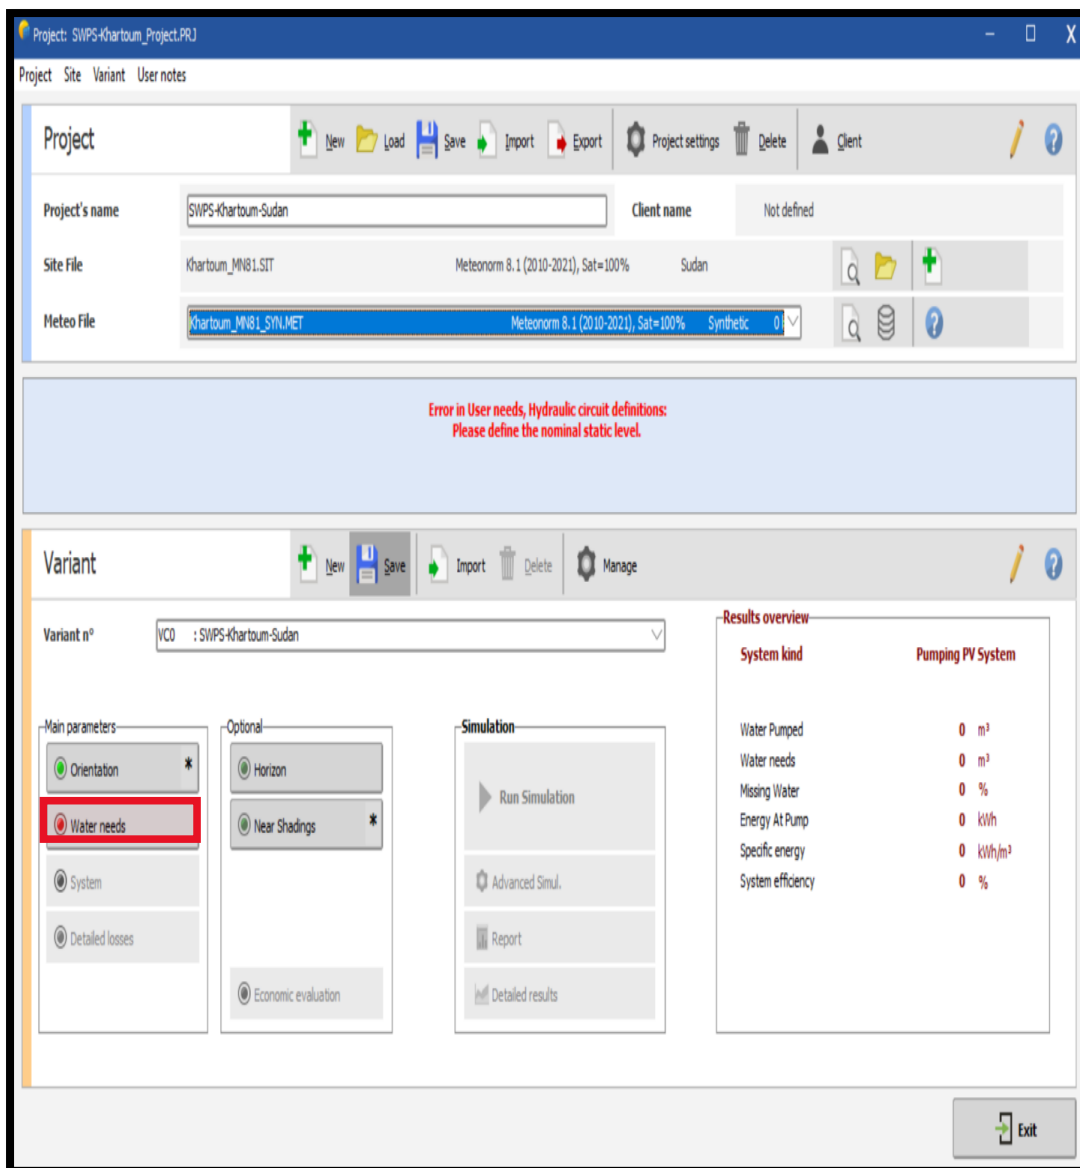 Project: SWPS-Khartoum_Project.PRJ
Project Site Variant User notes
Project New Load Save Import Export Project settings Delete Client
Project's name SWPS-Khartoum-Sudan Client name Not defined
Site File Khartoum_MN81.SIT Meteonorm 8.1 (2010-2021), Sat=100% Sudan
Meteo File Khartoum_MN81_SYN.MET Meteonorm 8.1 (2010-2021), Sat=100% Synthetic 0
Error in User needs, Hydraulic circuit definitions:
Please define the nominal static level.
Variant New Save Import Delete Manage
Variant n° VC0 : SWPS-Khartoum-Sudan
Main parameters
Orientation *
Water needs
System
Detailed losses
Optional
Horizon
Near Shadings *
Economic evaluation
Simulation
Run Simulation
Advanced Simul.
Report
Detailed results
Results overview
System kind Pumping PV System
Water Pumped 0 m³
Water needs 0 m³
Missing Water 0 %
Energy At Pump 0 kWh
Specific energy 0 kWh/m³
System efficiency 0 %
Exit